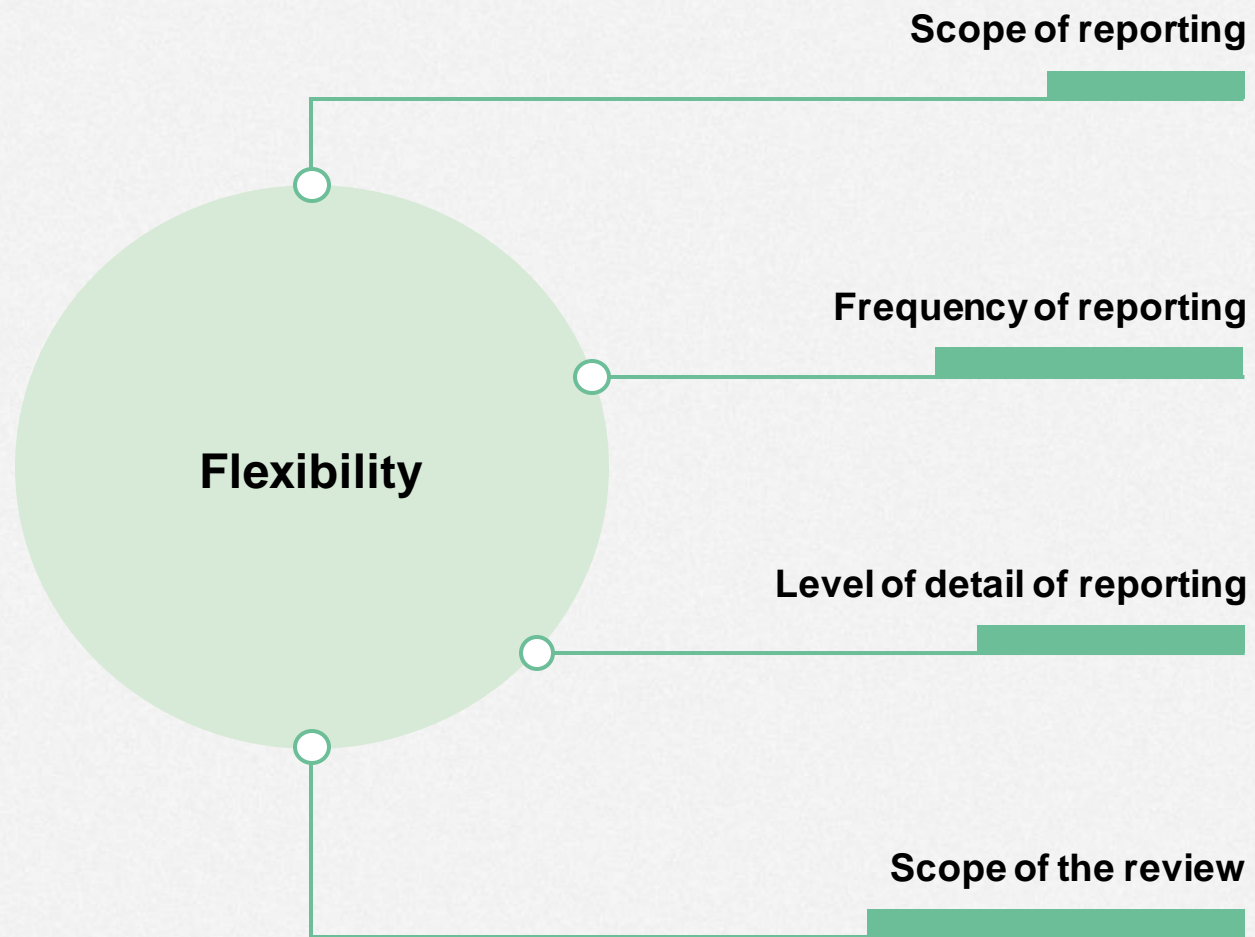 Scope of reporting
Frequency of reporting
Flexibility
Level of detail of reporting
Scope of the review